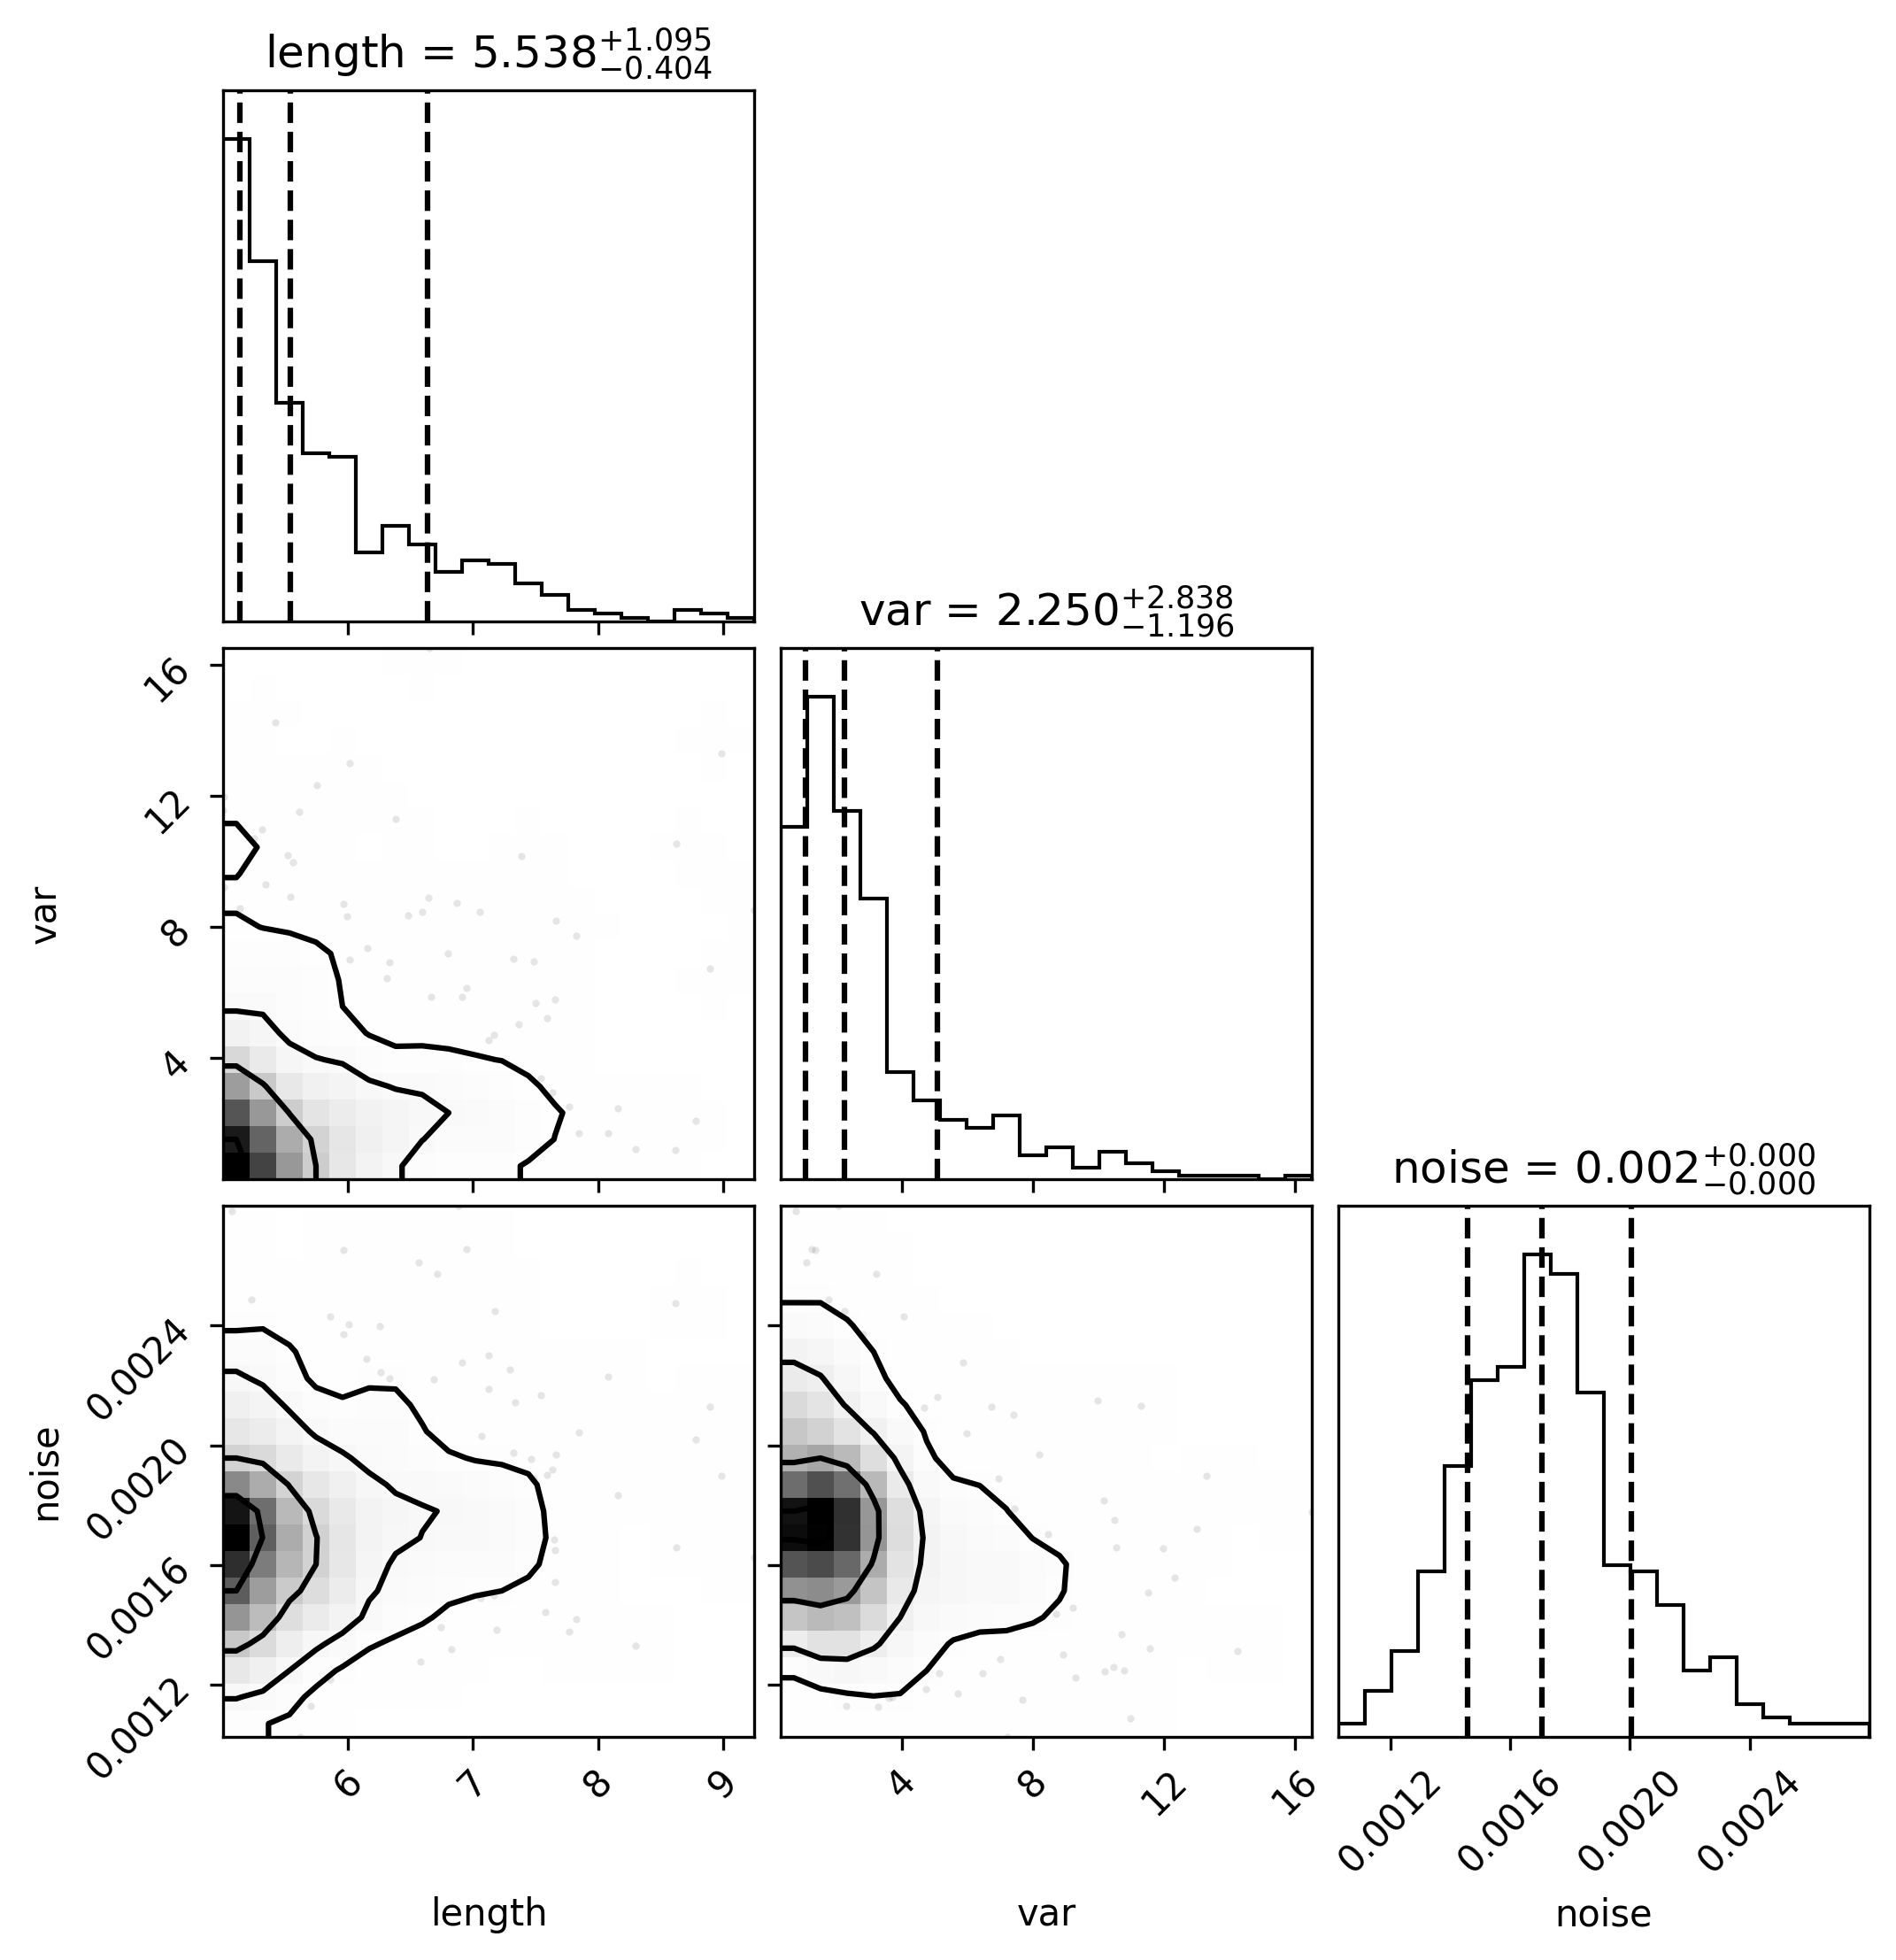 length = 5.538+1.095 −0.404
var = 2.250+2.838 −1.196
16
12
8
4
var
noise = 0.002+0.000 −0.000
0.0024
0.0020
0.0016
0.0012
noise
6 7 8 9
4 8 12 16
0.0012 0.0016 0.0020 0.0024
length var noise